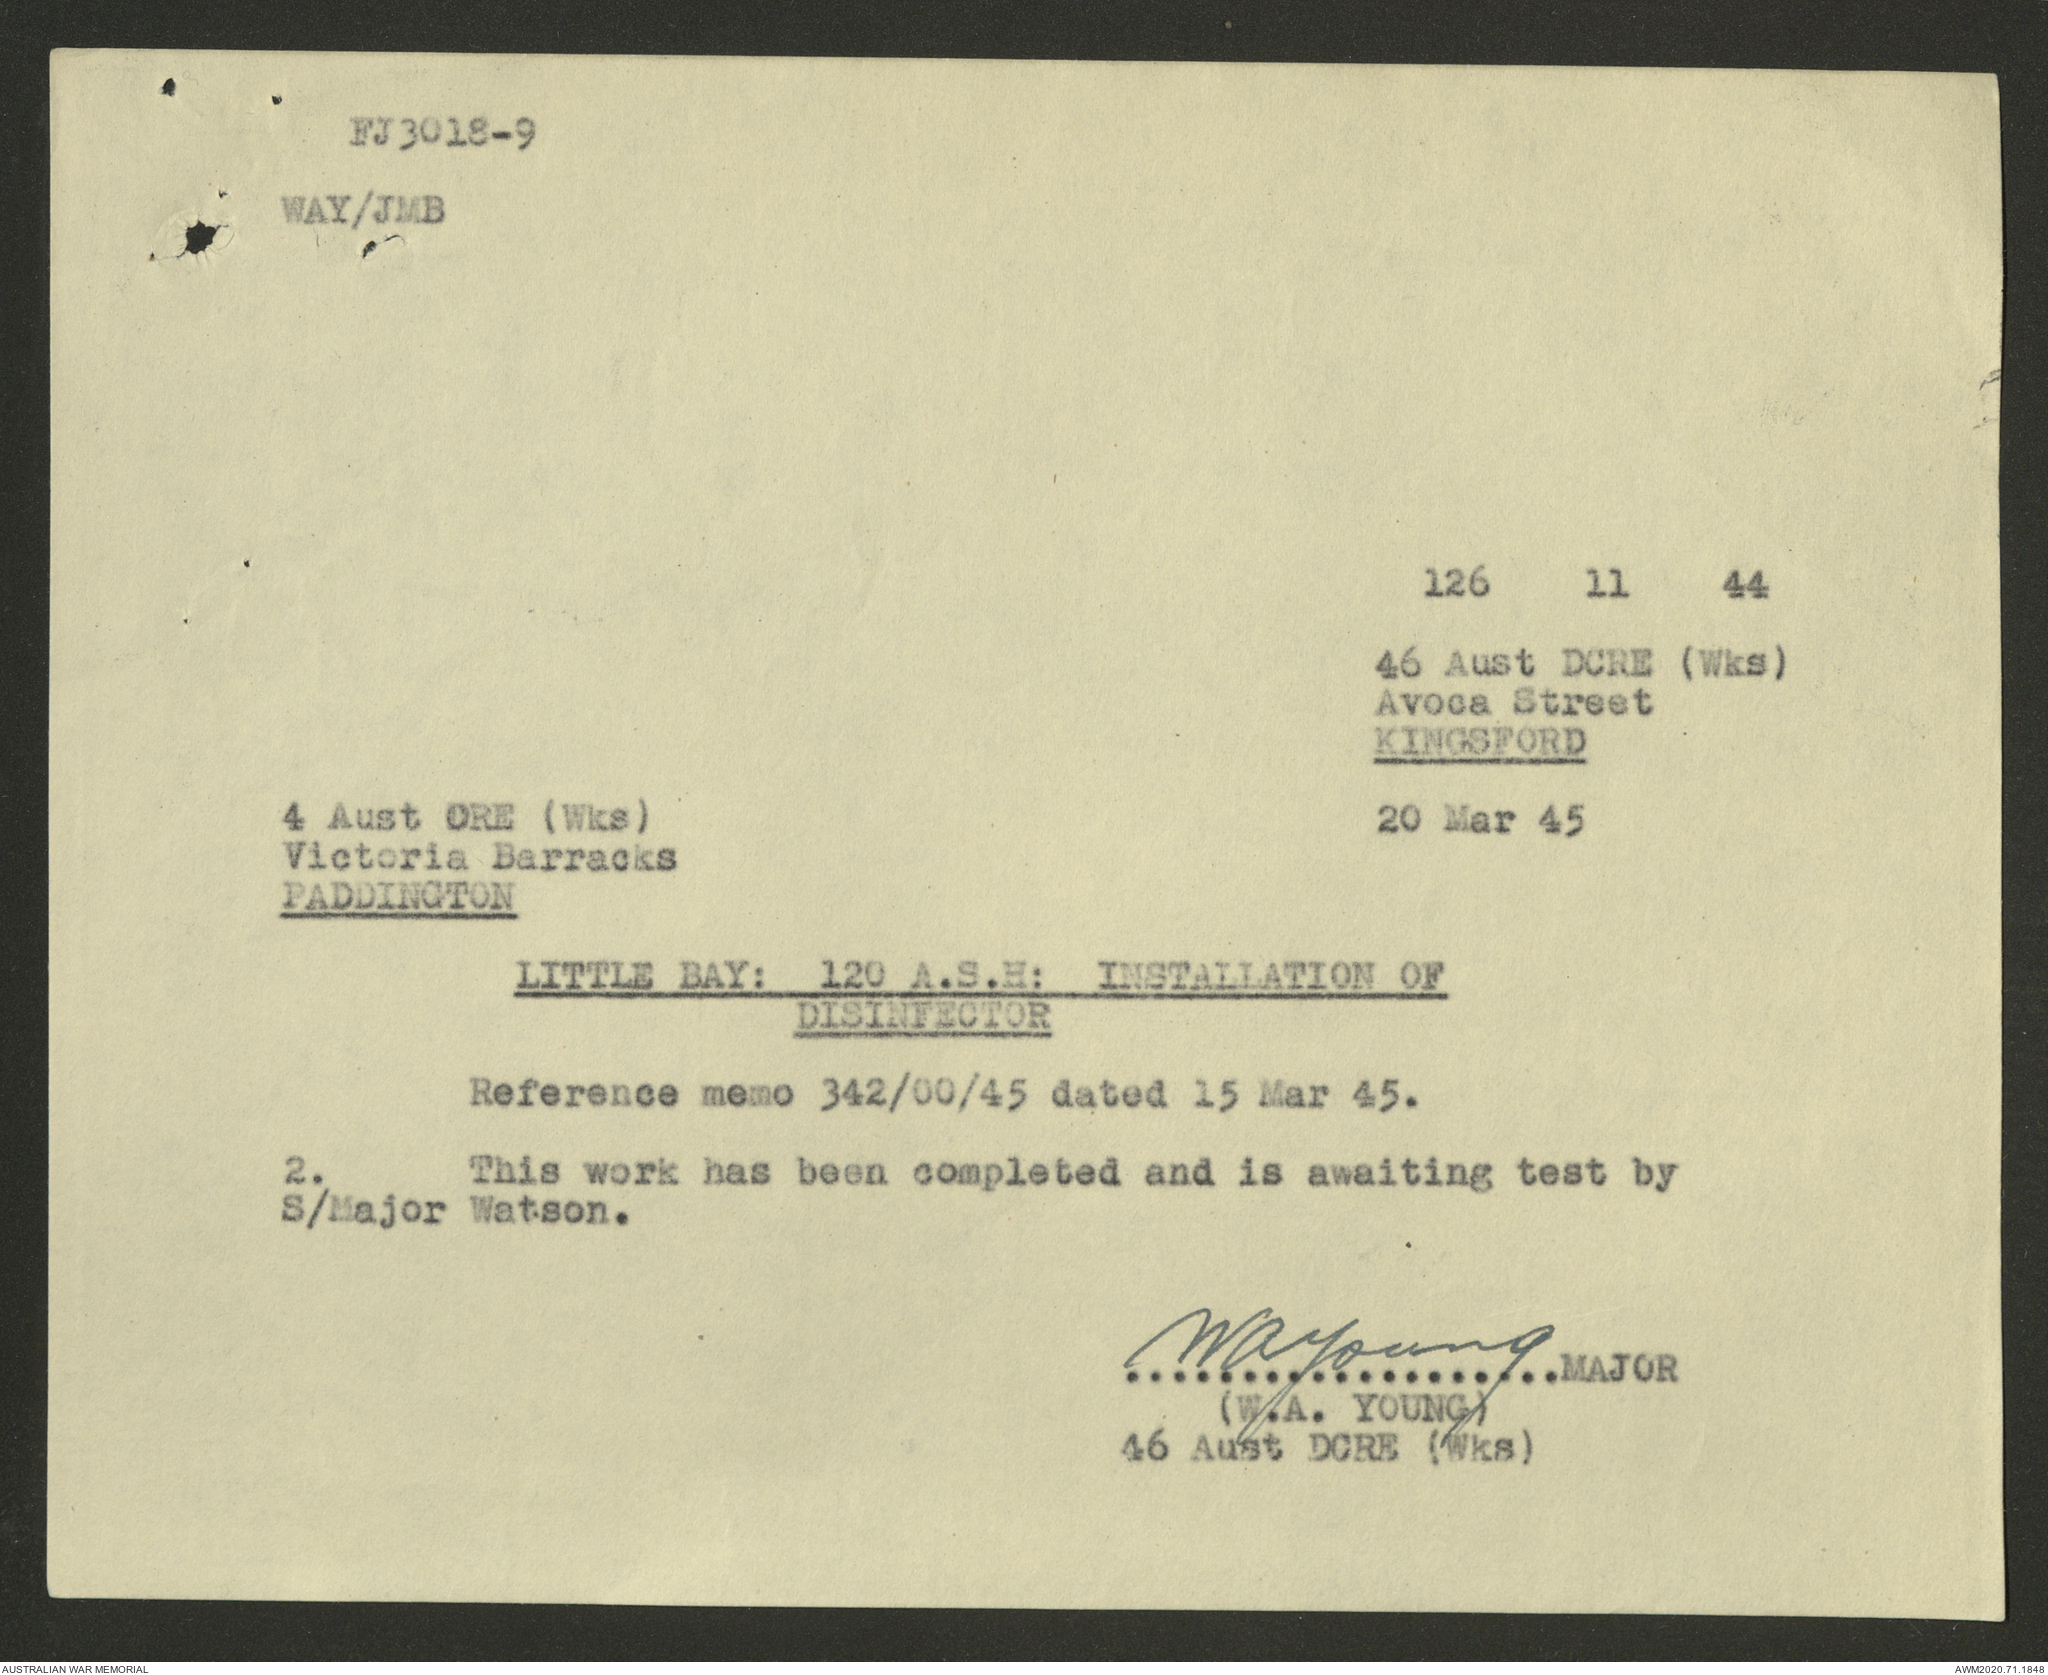 FJ3018-9
WAY/JMB
126 11 44
46 Aust DCRE (Wks)
Avoca Street
KINGSFORD
20 Mar 45
4 Aust CRE (Wks)
Victoria Barracks
PADDINGTON
LITTLE BAY: 120 A.S.H: INSTALLATION OF
DISINFECTOR
Reference memo 342/00/45 dated 15 Mar 45.
2. This work has been completed and is awaiting test by
S/Major Watson.
WAYoung
...................MAJOR
(W.A. YOUNG)
46 Aust DCRE (Wks)
AUSTRALIAN WAR MEMORIAL
AWM2020.71.1848